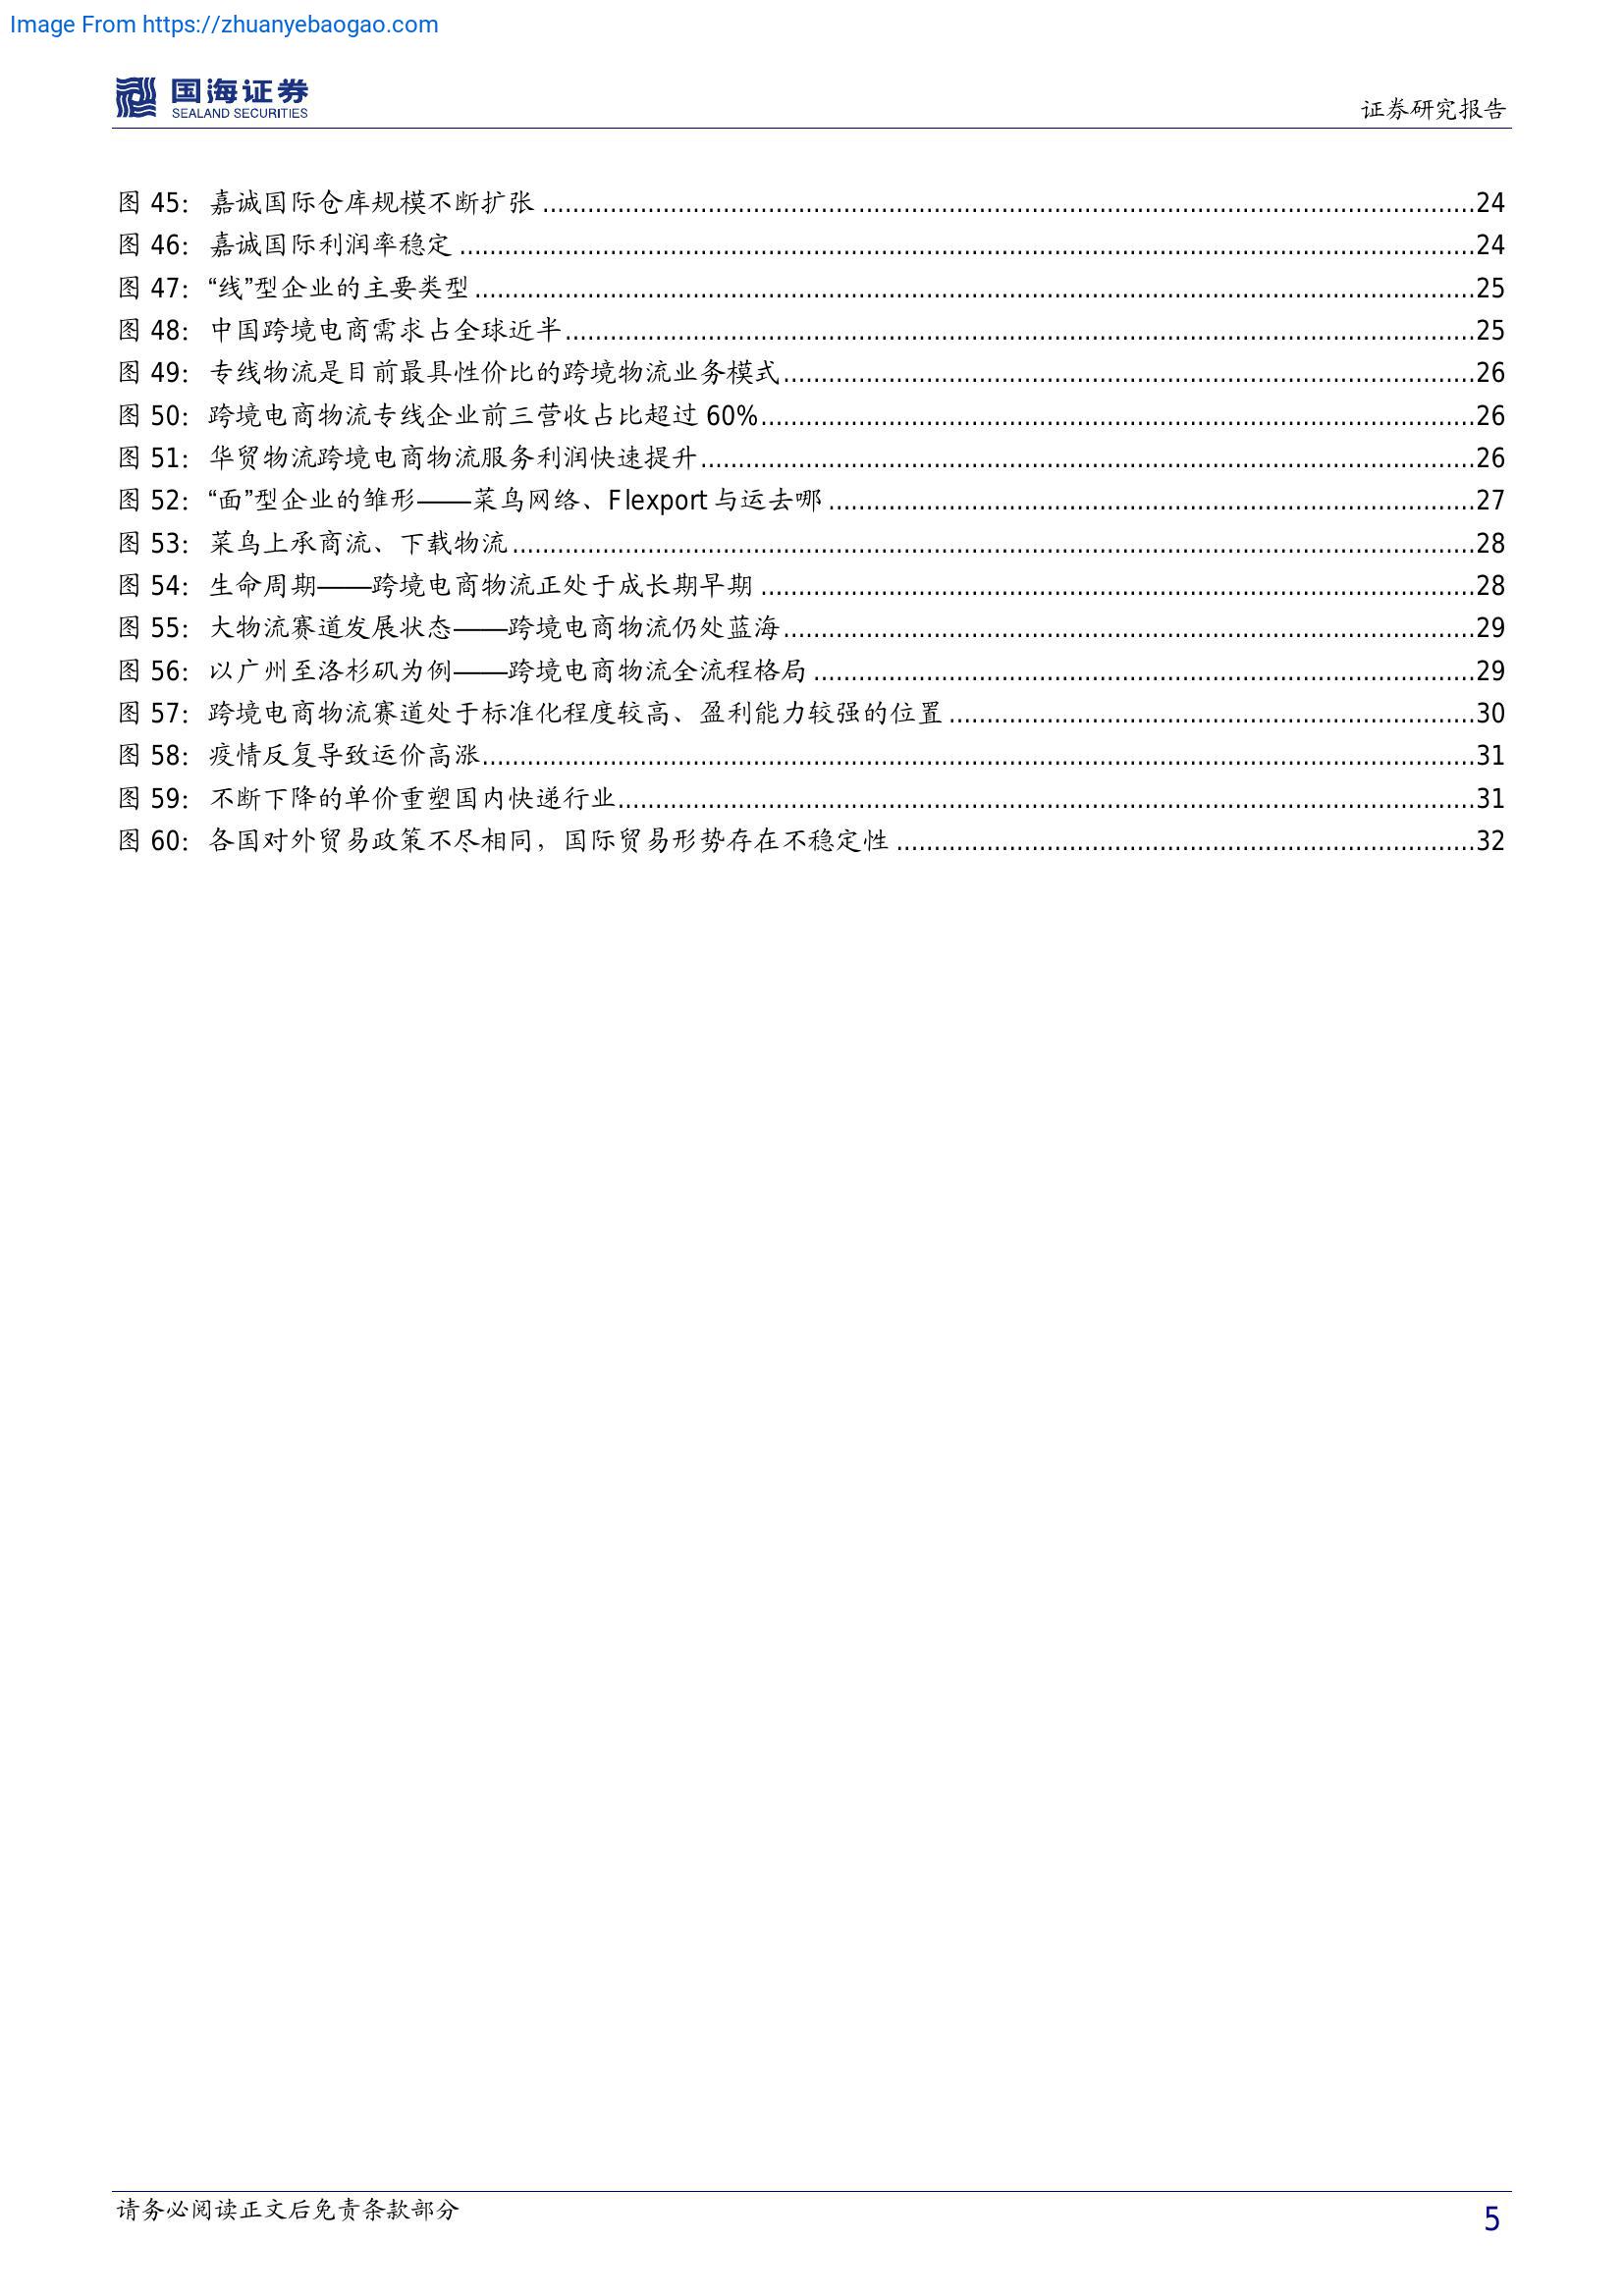 Image From https://zhuanyebaogao.com
国海证券
SEALAND SECURITIES
证券研究报告
图 45：嘉诚国际仓库规模不断扩张 ........ 24
图 46：嘉诚国际利润率稳定 ........ 24
图 47：“线”型企业的主要类型 ........ 25
图 48：中国跨境电商需求占全球近半 ........ 25
图 49：专线物流是目前最具性价比的跨境物流业务模式 ........ 26
图 50：跨境电商物流专线企业前三营收占比超过 60% ........ 26
图 51：华贸物流跨境电商物流服务利润快速提升 ........ 26
图 52：“面”型企业的雏形——菜鸟网络、Flexport 与运去哪 ........ 27
图 53：菜鸟上承商流、下载物流 ........ 28
图 54：生命周期——跨境电商物流正处于成长期早期 ........ 28
图 55：大物流赛道发展状态——跨境电商物流仍处蓝海 ........ 29
图 56：以广州至洛杉矶为例——跨境电商物流全流程格局 ........ 29
图 57：跨境电商物流赛道处于标准化程度较高、盈利能力较强的位置 ........ 30
图 58：疫情反复导致运价高涨 ........ 31
图 59：不断下降的单价重塑国内快递行业 ........ 31
图 60：各国对外贸易政策不尽相同，国际贸易形势存在不稳定性 ........ 32
请务必阅读正文后免责条款部分
5